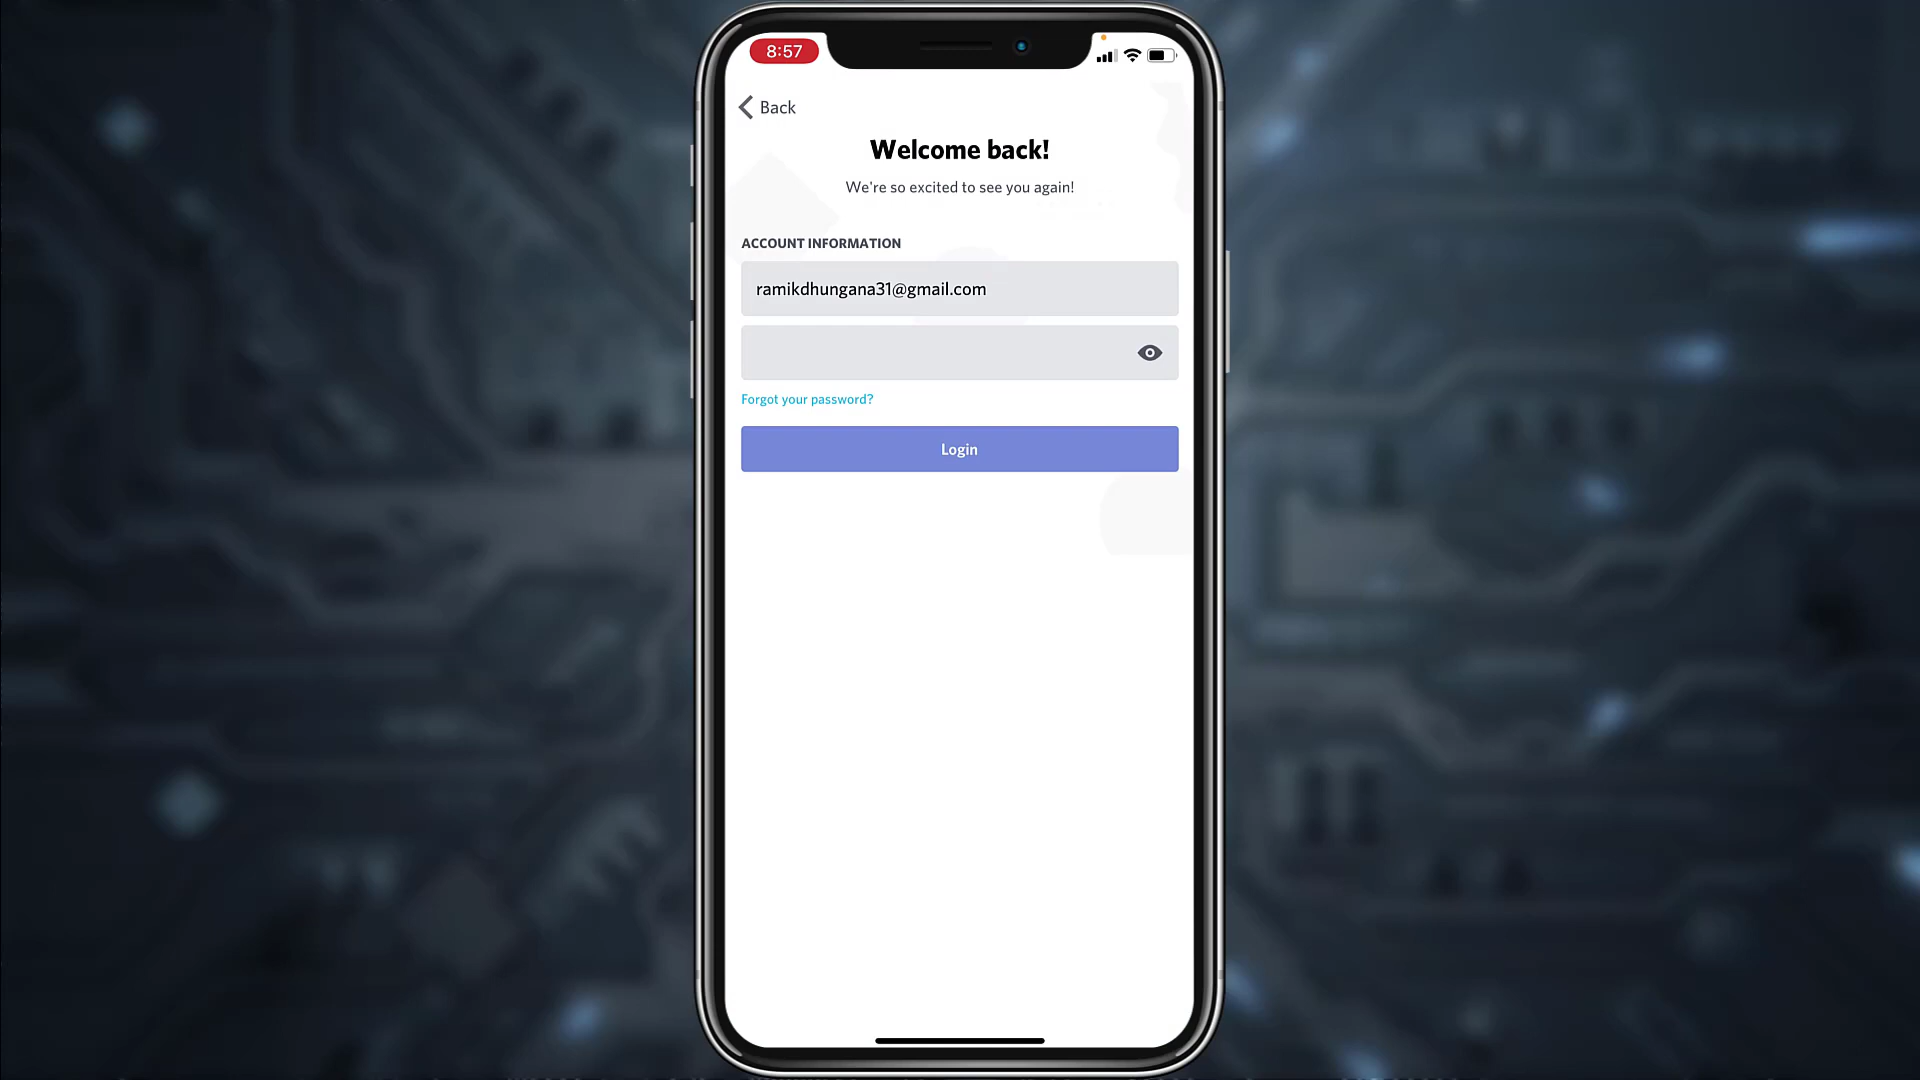 8:57
Back
Welcome back!
We're so excited to see you again!
ACCOUNT INFORMATION
ramikdhungana31@gmail.com
Forgot your password?
Login